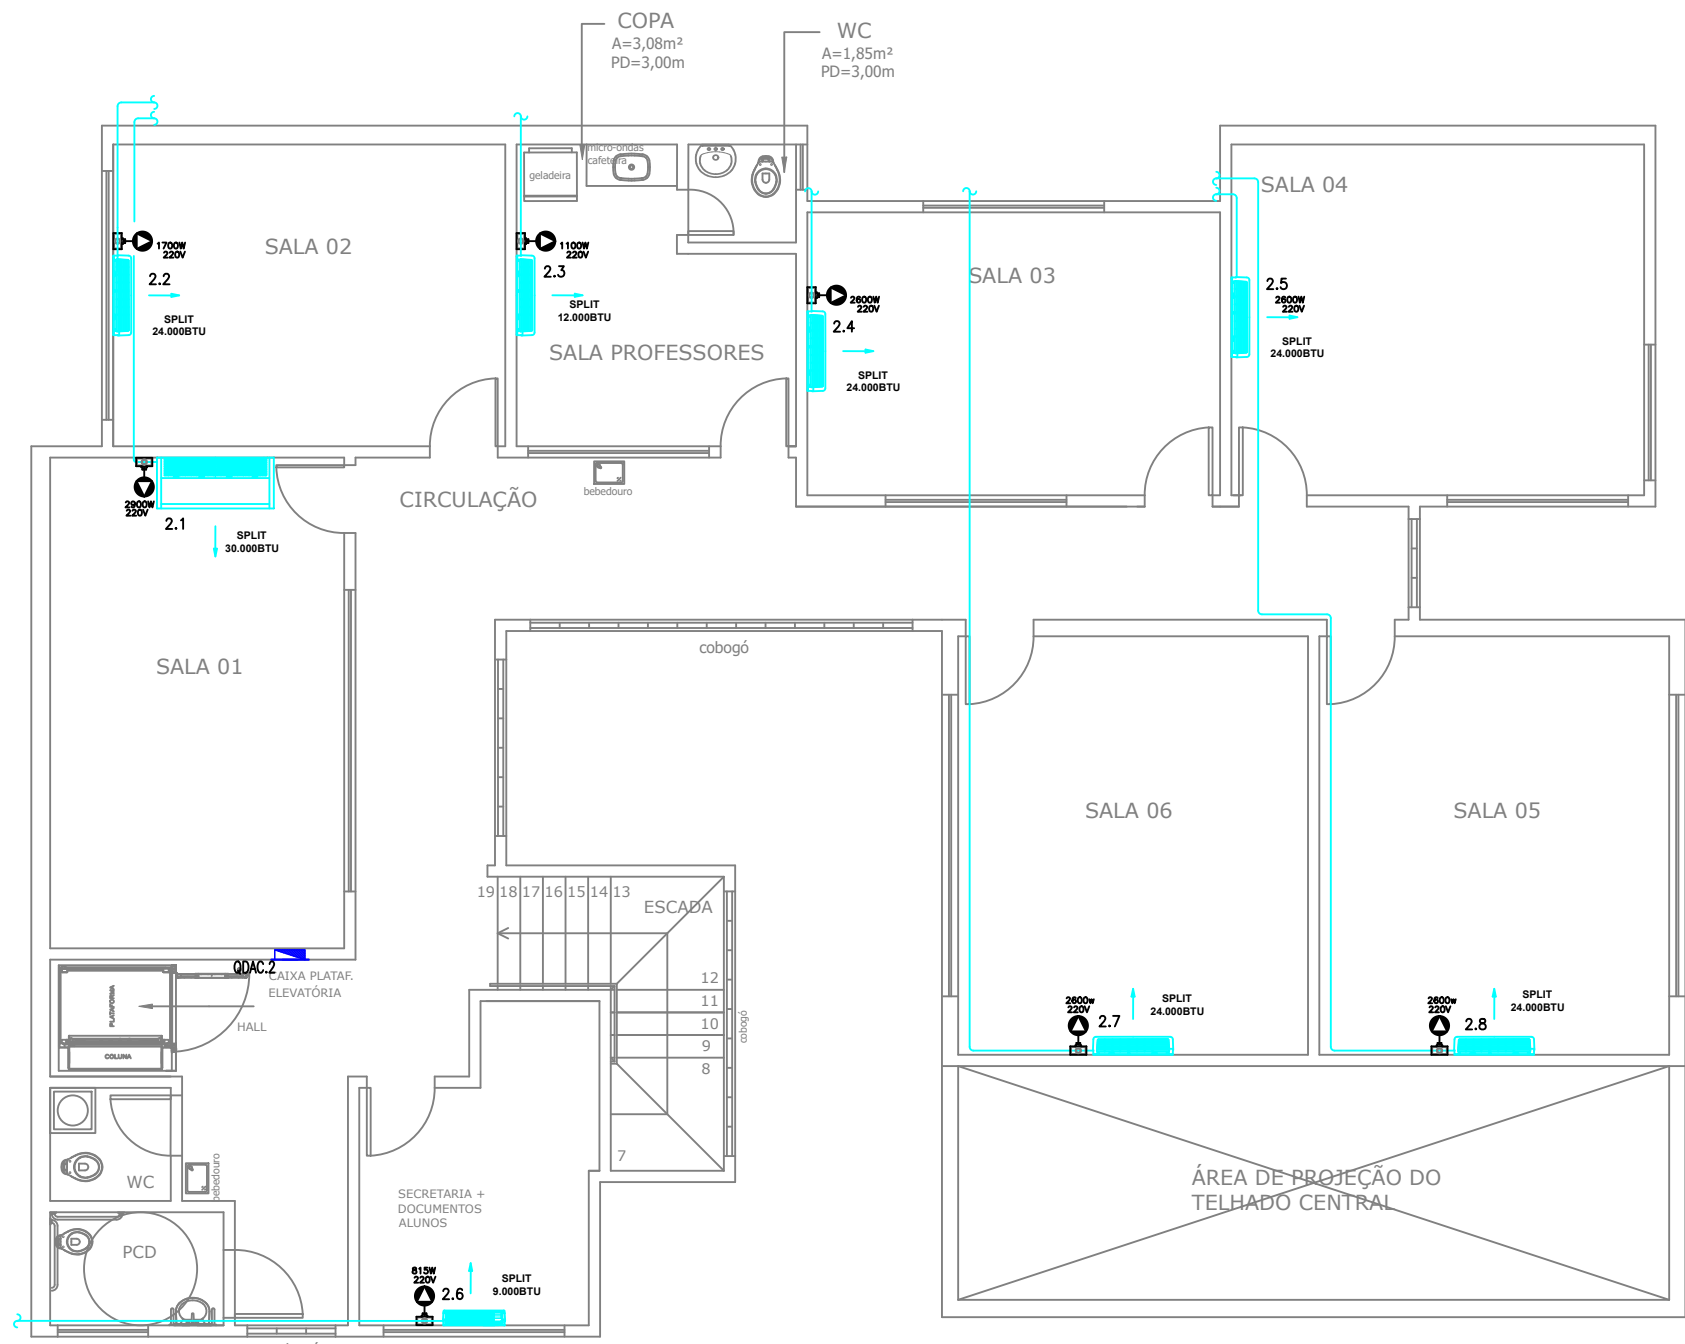 COPA
A=3,08m²
PD=3,00m
WC
A=1,85m²
PD=3,00m
micro-ondas
cafeteira
geladeira
SALA 02
1700W
220V
2.2
SPLIT
24.000BTU
1100W
220V
2.3
SPLIT
12.000BTU
SALA PROFESSORES
SALA 03
2600W
220V
2.4
SPLIT
24.000BTU
SALA 04
2.5
2600W
220V
SPLIT
24.000BTU
2900W
220V
2.1
SPLIT
30.000BTU
CIRCULAÇÃO
bebedouro
SALA 01
cobogó
SALA 06
SALA 05
19 18 17 16 15 14 13
ESCADA
12
11
10
9
8
7
cobogó
QDAC.2
CAIXA PLATAF.
ELEVATÓRIA
PLATAFORMA
HALL
COLUNA
2600w
220V
2.7
SPLIT
24.000BTU
2600w
220V
2.8
SPLIT
24.000BTU
WC
bebedouro
SECRETARIA +
DOCUMENTOS
ALUNOS
PCD
815W
220V
2.6
SPLIT
9.000BTU
ÁREA DE PROJEÇÃO DO
TELHADO CENTRAL